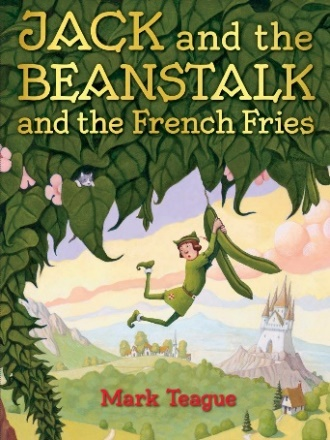 JACK and the
BEANSTALK
and the French Fries
Mark Teague